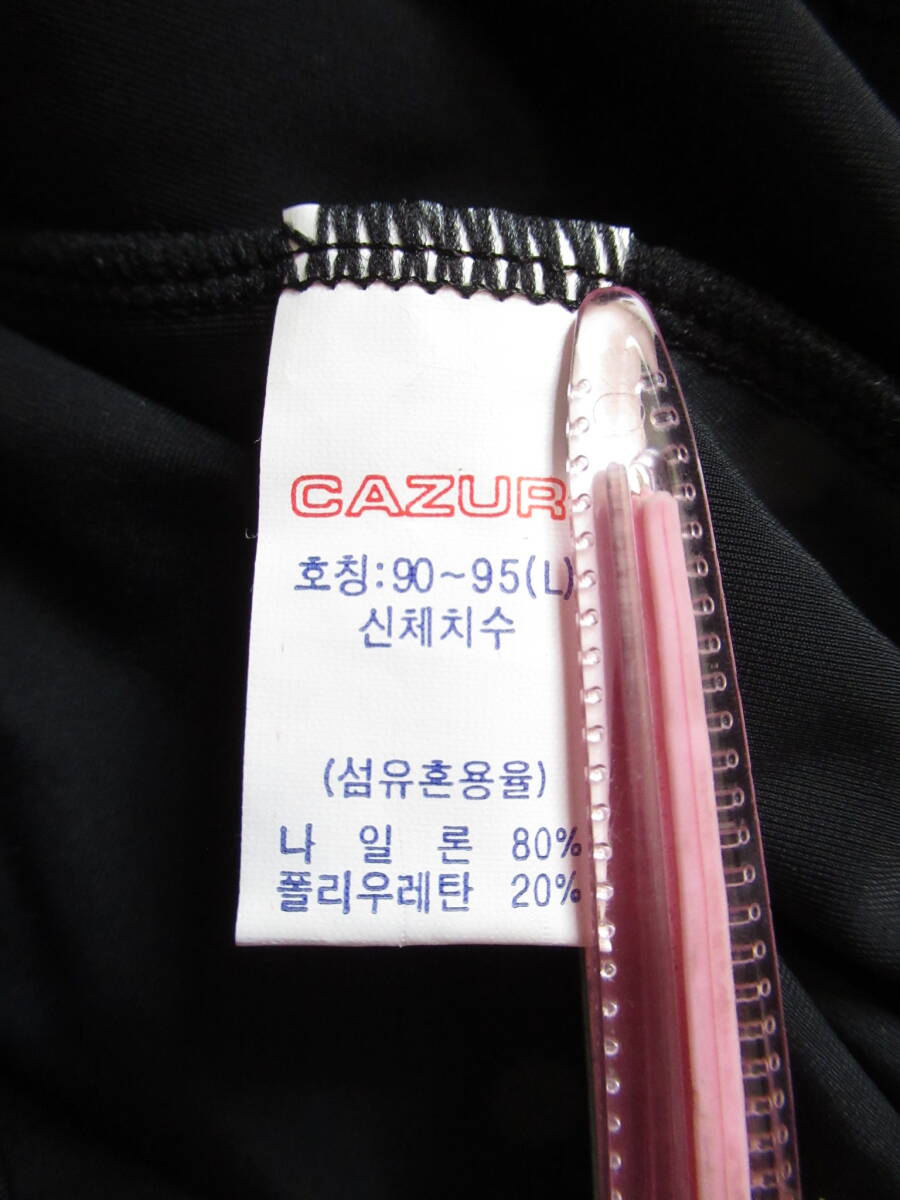 CAZUR
호칭:90~95(L)
신체치수
(섬유혼용율)
나 일 론 80%
폴리우레탄 20%